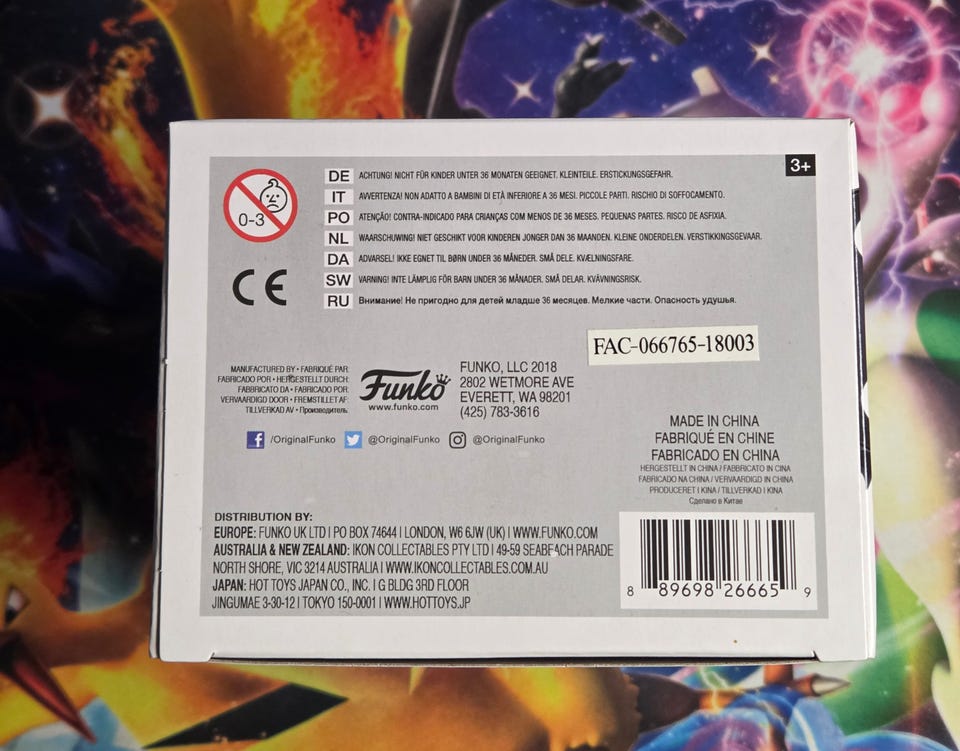 3+
0-3
DE ACHTUNG! NICHT FÜR KINDER UNTER 36 MONATEN GEEIGNET. KLEINTEILE. ERSTICKUNGSGEFAHR.
IT AVVERTENZA! NON ADATTO A BAMBINI DI ETÀ INFERIORE A 36 MESI. PICCOLE PARTI. RISCHIO DI SOFFOCAMENTO.
PO ATENÇÃO! CONTRA-INDICADO PARA CRIANÇAS COM MENOS DE 36 MESES. PEQUENAS PARTES. RISCO DE ASFIXIA.
NL WAARSCHUWING! NIET GESCHIKT VOOR KINDEREN JONGER DAN 36 MAANDEN. KLEINE ONDERDELEN. VERSTIKKINGSGEVAAR.
DA ADVARSEL! IKKE EGNET TIL BØRN UNDER 36 MÅNEDER. SMÅ DELE. KVÆLNINGSFARE.
SW VARNING! INTE LÄMPLIG FÖR BARN UNDER 36 MÅNADER. SMÅ DELAR. KVÄVNINGSRISK.
RU Внимание! Не пригодно для детей младше 36 месяцев. Мелкие части. Опасность удушья.
CE
FAC-066765-18003
MANUFACTURED BY • FABRIQUÉ PAR:
FABRICADO POR • HERGESTELLT DURCH:
FABBRICATO DA • FABRICADO POR:
VERVAARDIGD DOOR • FREMSTILLET AF:
TILLVERKAD AV • Производитель:
Funko
www.funko.com
FUNKO, LLC 2018
2802 WETMORE AVE
EVERETT, WA 98201
(425) 783-3616
/OriginalFunko @OriginalFunko @OriginalFunko
MADE IN CHINA
FABRIQUÉ EN CHINE
FABRICADO EN CHINA
HERGESTELLT IN CHINA / FABBRICATO IN CINA
FABRICADO NA CHINA / VERVAARDIGD IN CHINA
PRODUCERET I KINA / TILLVERKAD I KINA
Сделано в Китае
DISTRIBUTION BY:
EUROPE: FUNKO UK LTD | PO BOX 74644 | LONDON, W6 6JW (UK) | WWW.FUNKO.COM
AUSTRALIA & NEW ZEALAND: IKON COLLECTABLES PTY LTD | 49-59 SEABEACH PARADE
NORTH SHORE, VIC 3214 AUSTRALIA | WWW.IKONCOLLECTABLES.COM.AU
JAPAN: HOT TOYS JAPAN CO., INC. | G BLDG 3RD FLOOR
JINGUMAE 3-30-12 | TOKYO 150-0001 | WWW.HOTTOYS.JP
8 89698 26665 9